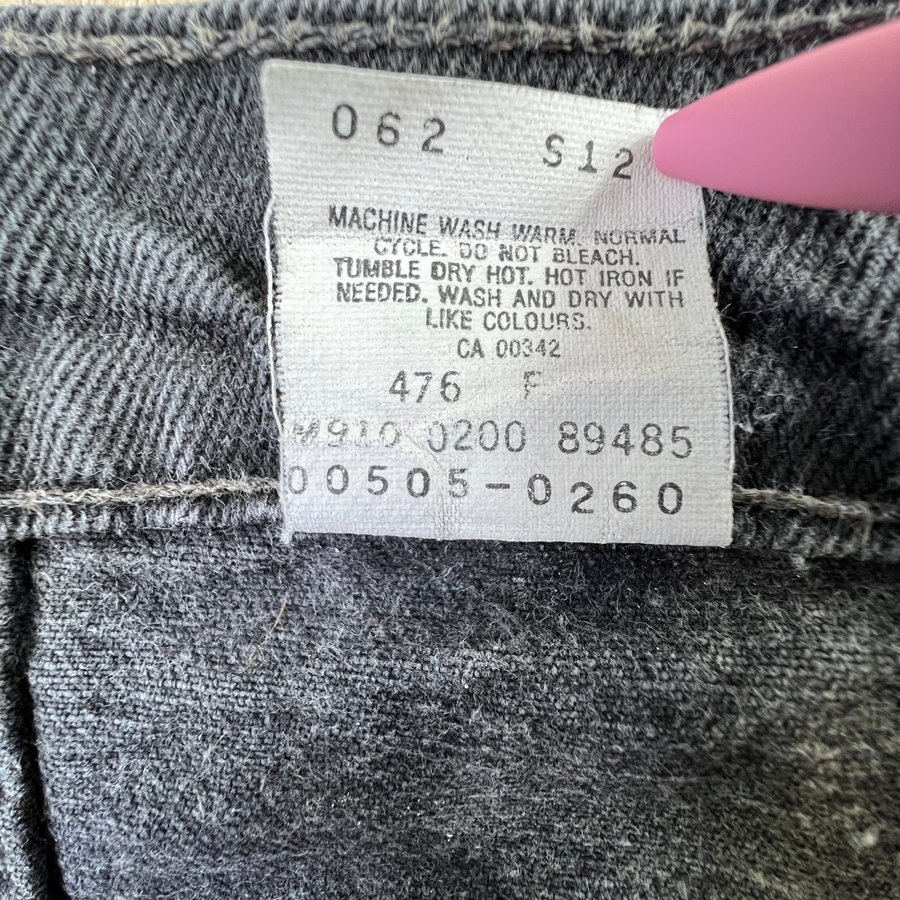 062 S12
MACHINE WASH WARM. NORMAL
CYCLE. DO NOT BLEACH.
TUMBLE DRY HOT. HOT IRON IF
NEEDED. WASH AND DRY WITH
LIKE COLOURS.
CA 00342
476 F
M910 0200 89485
00505-0260